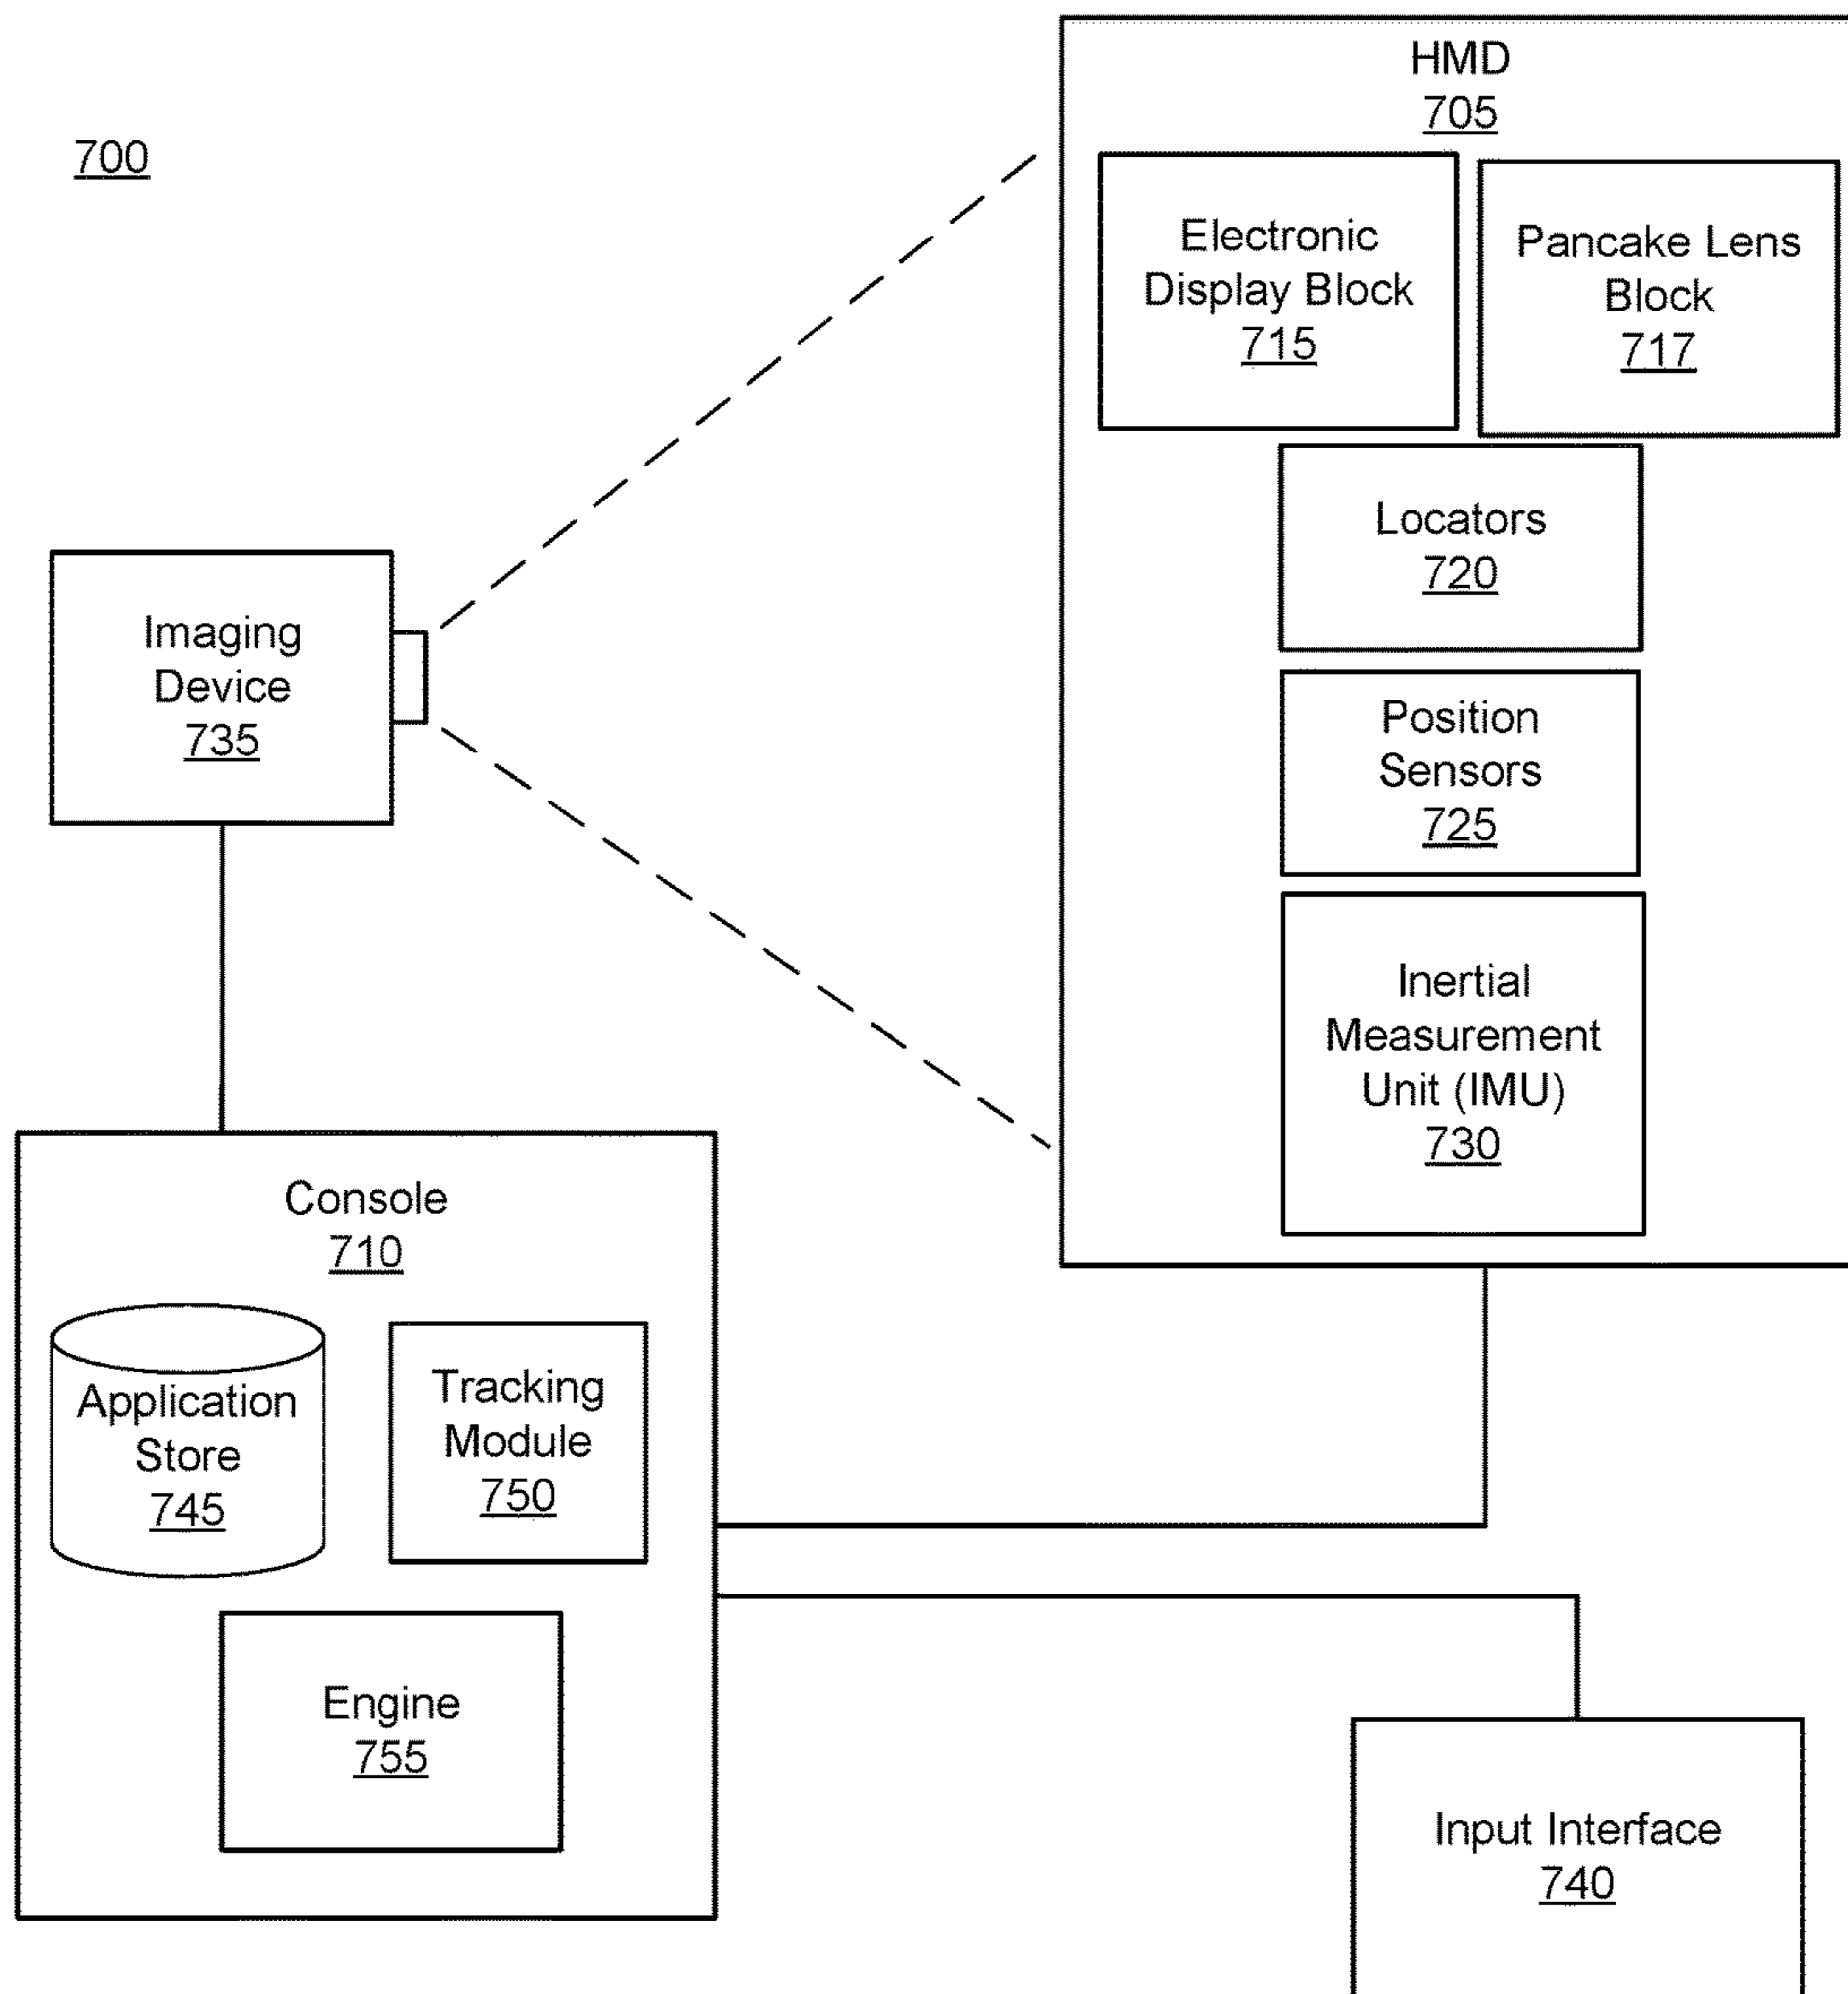 700
HMD
705
Electronic
Display Block
715
Pancake Lens
Block
717
Locators
720
Position
Sensors
725
Inertial
Measurement
Unit (IMU)
730
Imaging
Device
735
Console
710
Application
Store
745
Tracking
Module
750
Engine
755
Input Interface
740